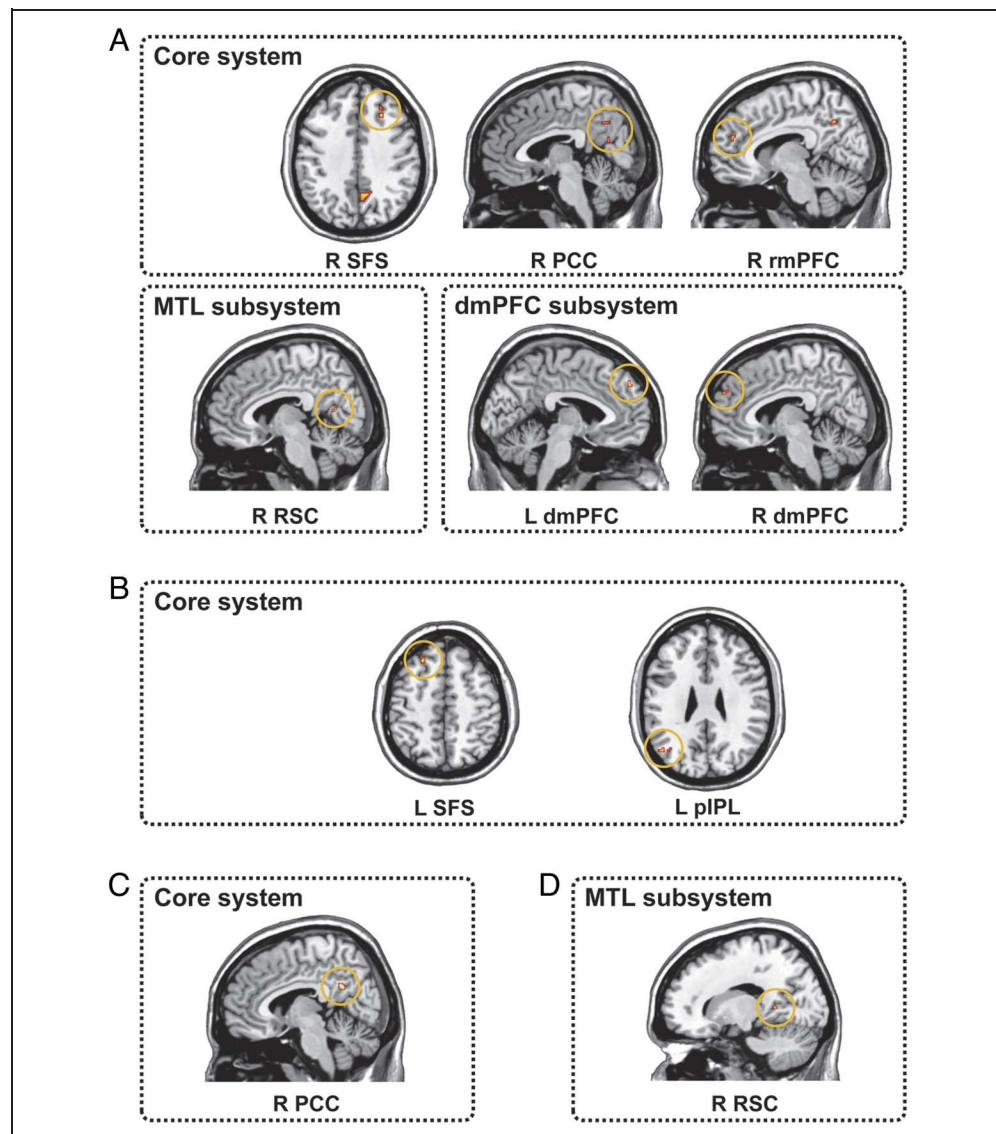 A
Core system
R SFS
R PCC
R rmPFC
MTL subsystem
R RSC
dmPFC subsystem
L dmPFC
R dmPFC
B
Core system
L SFS
L pIPL
C
Core system
R PCC
D
MTL subsystem
R RSC